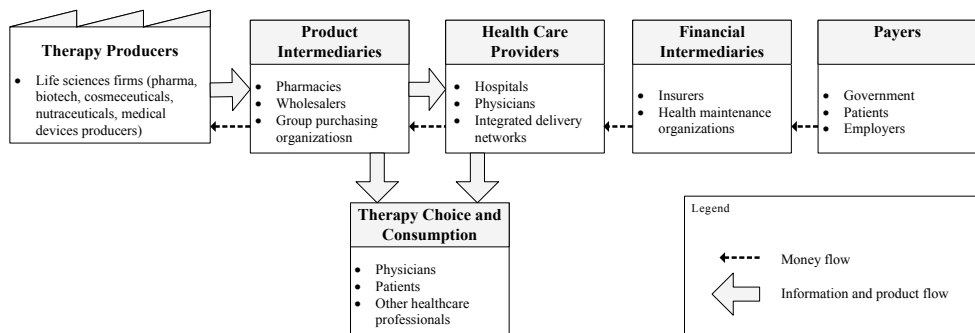 Therapy Producers
• Life sciences firms (pharma,
biotech, cosmeceuticals,
nutraceuticals, medical
devices producers)
Product
Intermediaries
• Pharmacies
• Wholesalers
• Group purchasing
organizatiosn
Health Care
Providers
• Hospitals
• Physicians
• Integrated delivery
networks
Financial
Intermediaries
• Insurers
• Health maintenance
organizations
Payers
• Government
• Patients
• Employers
Therapy Choice and
Consumption
• Physicians
• Patients
• Other healthcare
professionals
Legend
Money flow
Information and product flow